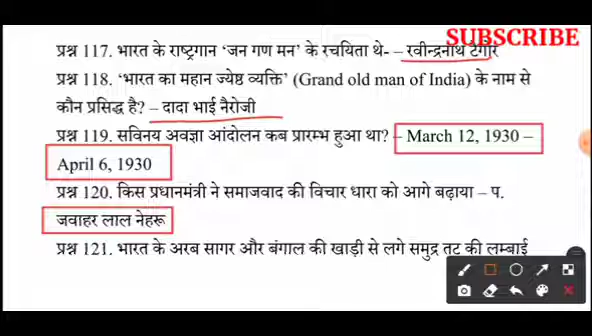 SUBSCRIBE
प्रश्न 117. भारत के राष्ट्रगान ‘जन गण मन’ के रचयिता थे- – रवीन्द्रनाथ टैगोर
प्रश्न 118. ‘भारत का महान ज्येष्ठ व्यक्ति’ (Grand old man of India) के नाम से
कौन प्रसिद्ध है? – दादा भाई नैरोजी
प्रश्न 119. सविनय अवज्ञा आंदोलन कब प्रारम्भ हुआ था? – March 12, 1930 –
April 6, 1930
प्रश्न 120. किस प्रधानमंत्री ने समाजवाद की विचार धारा को आगे बढ़ाया – प.
जवाहर लाल नेहरू
प्रश्न 121. भारत के अरब सागर और बंगाल की खाड़ी से लगे समुद्र तट की लम्बाई